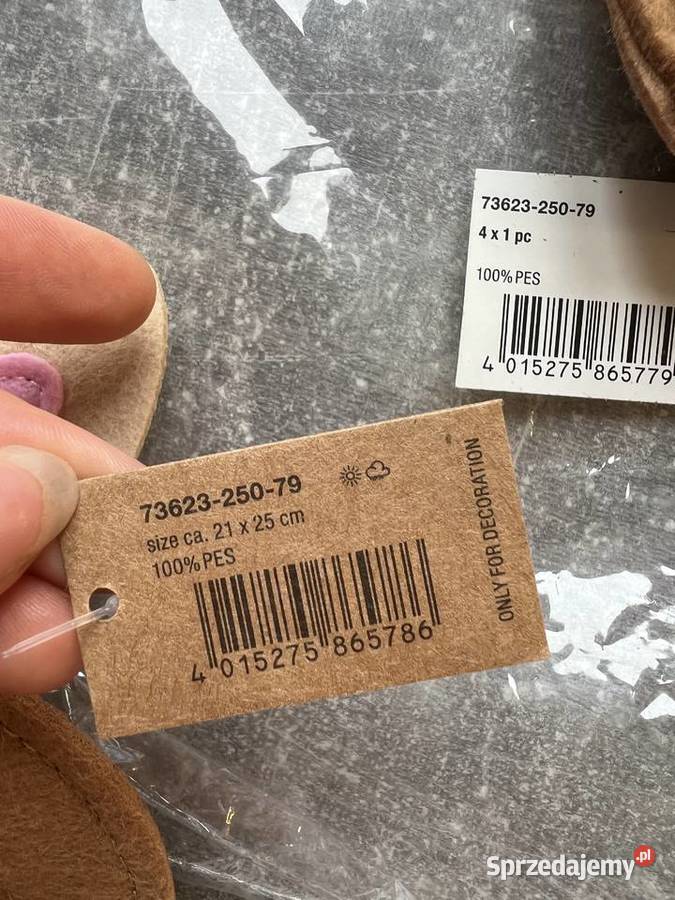 73623-250-79
4 x 1 pc
100% PES
4 015275 865779
73623-250-79
size ca. 21 x 25 cm
100% PES
4 015275 865786
ONLY FOR DECORATION
Sprzedajemy.pl